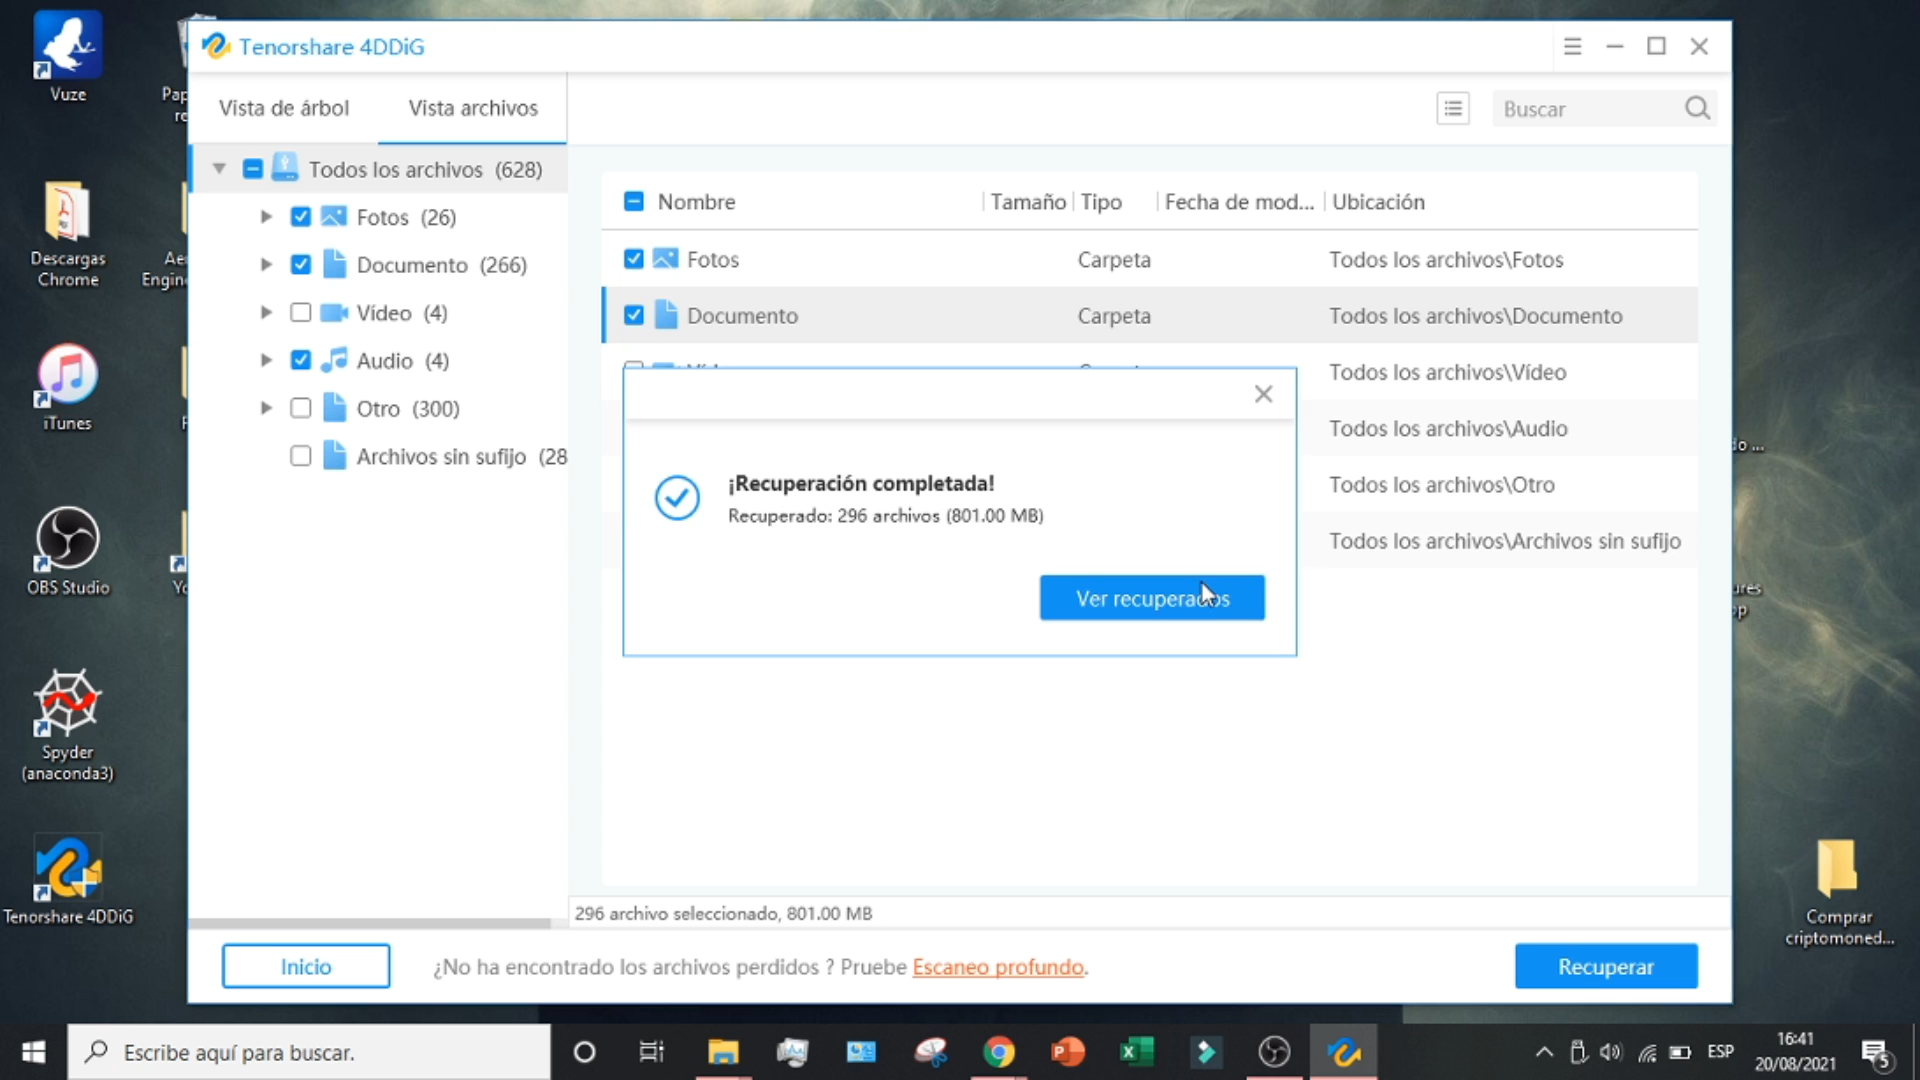 Vuze
Descargas
Chrome
iTunes
OBS Studio
Spyder
(anaconda3)
Tenorshare 4DDiG
Tenorshare 4DDiG
Vista de árbol
Vista archivos
Buscar
Todos los archivos (628)
Fotos (26)
Documento (266)
Vídeo (4)
Audio (4)
Otro (300)
Archivos sin sufijo (28
Nombre
Tamaño
Tipo
Fecha de mod...
Ubicación
Fotos
Carpeta
Todos los archivos\Fotos
Documento
Carpeta
Todos los archivos\Documento
Todos los archivos\Vídeo
Todos los archivos\Audio
Todos los archivos\Otro
Todos los archivos\Archivos sin sufijo
¡Recuperación completada!
Recuperado: 296 archivos (801.00 MB)
Ver recuperados
296 archivo seleccionado, 801.00 MB
Inicio
¿No ha encontrado los archivos perdidos ? Pruebe Escaneo profundo.
Recuperar
Comprar
criptomoned...
Escribe aquí para buscar.
ESP
16:41
20/08/2021
5